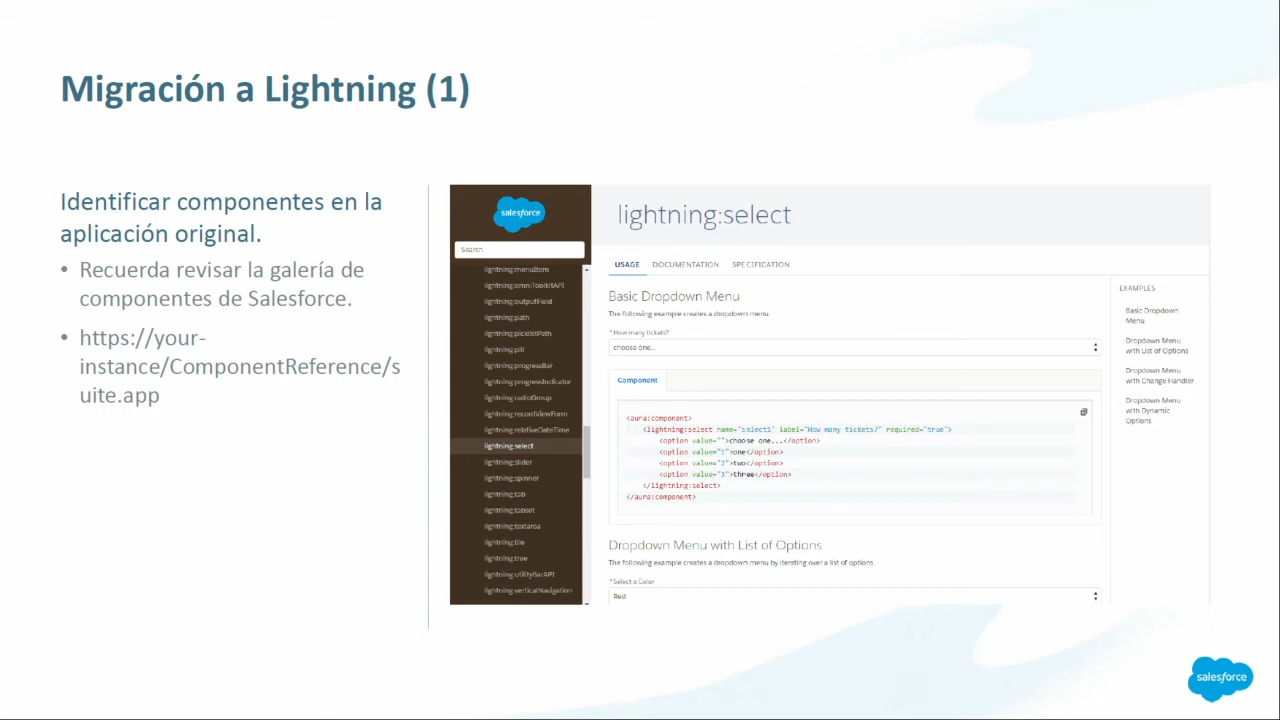 Migración a Lightning (1)
Identificar componentes en la
aplicación original.
• Recuerda revisar la galería de
componentes de Salesforce.
• https://your-
instance/ComponentReference/s
uite.app
salesforce
Search
lightning:menuItem
lightning:omniToolkitAPI
lightning:outputField
lightning:path
lightning:picklistPath
lightning:pill
lightning:progressBar
lightning:progressIndicator
lightning:radioGroup
lightning:recordViewForm
lightning:relativeDateTime
lightning:select
lightning:slider
lightning:spinner
lightning:tab
lightning:tabset
lightning:textarea
lightning:tile
lightning:tree
lightning:utilityBarAPI
lightning:verticalNavigation
lightning:select
USAGE DOCUMENTATION SPECIFICATION
Basic Dropdown Menu
The following example creates a dropdown menu.
*How many tickets?
choose one...
Component
<aura:component>
<lightning:select name="select1" label="How many tickets?" required="true">
<option value="">choose one...</option>
<option value="1">one</option>
<option value="2">two</option>
<option value="3">three</option>
</lightning:select>
</aura:component>
Dropdown Menu with List of Options
The following example creates a dropdown menu by iterating over a list of options.
*Select a Color
Red
EXAMPLES
Basic Dropdown
Menu
Dropdown Menu
with List of Options
Dropdown Menu
with Change Handler
Dropdown Menu
with Dynamic
Options
salesforce